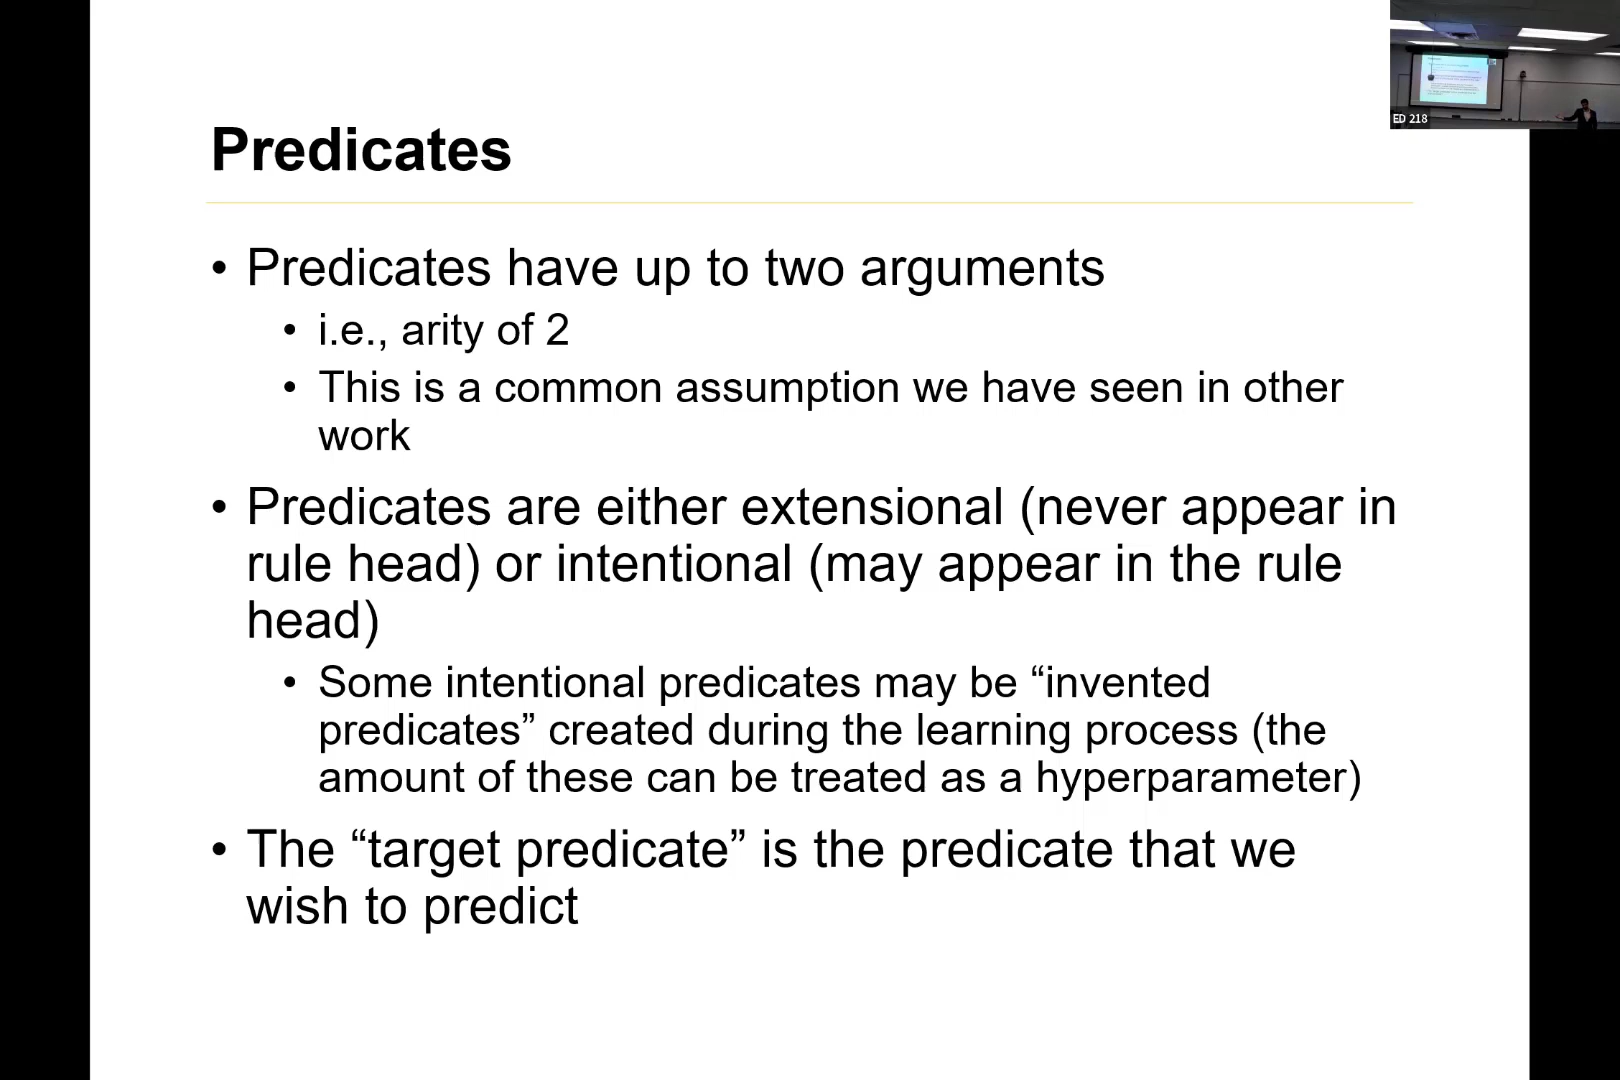 ED 218
Predicates
• Predicates have up to two arguments
• i.e., arity of 2
• This is a common assumption we have seen in other
work
• Predicates are either extensional (never appear in
rule head) or intentional (may appear in the rule
head)
• Some intentional predicates may be “invented
predicates” created during the learning process (the
amount of these can be treated as a hyperparameter)
• The “target predicate” is the predicate that we
wish to predict